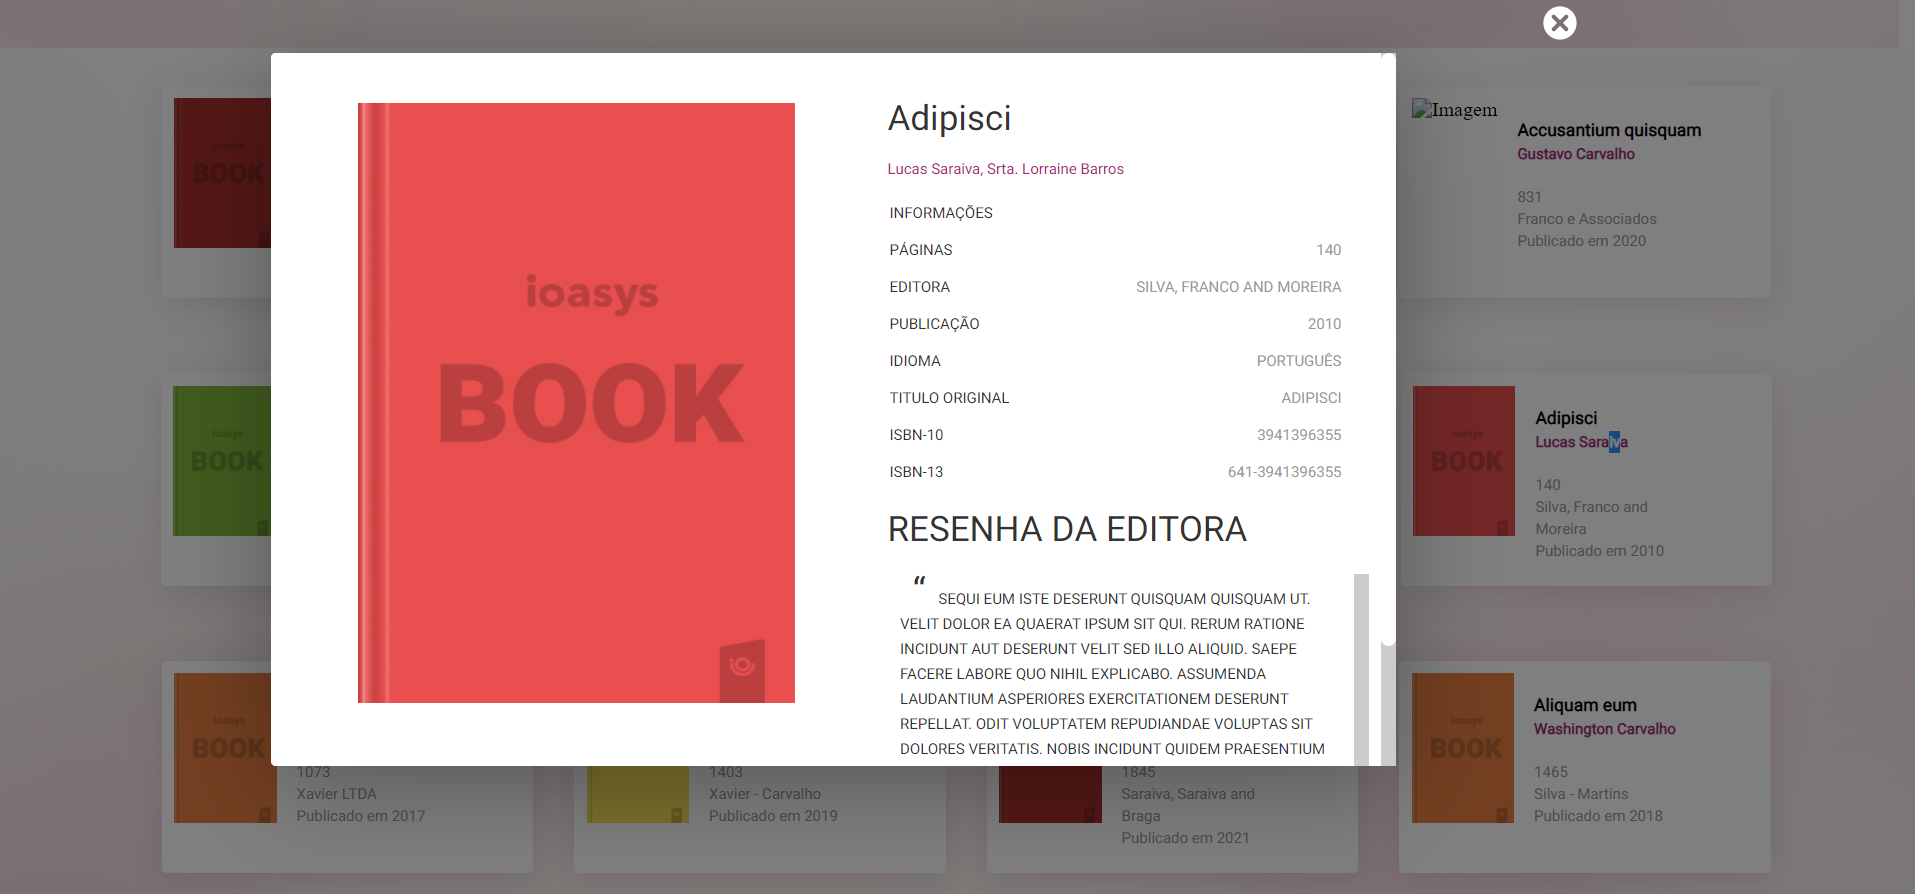 ioasys
BOOK
Imagem
Accusantium quisquam
Gustavo Carvalho
831
Franco e Associados
Publicado em 2020
Adipisci
Lucas Saraiva, Srta. Lorraine Barros
INFORMAÇÕES
PÁGINAS 140
EDITORA SILVA, FRANCO AND MOREIRA
PUBLICAÇÃO 2010
IDIOMA PORTUGUÊS
TITULO ORIGINAL ADIPISCI
ISBN-10 3941396355
ISBN-13 641-3941396355
RESENHA DA EDITORA
“ SEQUI EUM ISTE DESERUNT QUISQUAM QUISQUAM UT.
VELIT DOLOR EA QUAERAT IPSUM SIT QUI. RERUM RATIONE
INCIDUNT AUT DESERUNT VELIT SED ILLO ALIQUID. SAEPE
FACERE LABORE QUO NIHIL EXPLICABO. ASSUMENDA
LAUDANTIUM ASPERIORES EXERCITATIONEM DESERUNT
REPELLAT. ODIT VOLUPTATEM REPUDIANDAE VOLUPTAS SIT
DOLORES VERITATIS. NOBIS INCIDUNT QUIDEM PRAESENTIUM
ioasys
BOOK
ioasys
BOOK
ioasys
BOOK
Adipisci
Lucas Saraiva
140
Silva, Franco and
Moreira
Publicado em 2010
ioasys
BOOK
1073
Xavier LTDA
Publicado em 2017
1403
Xavier - Carvalho
Publicado em 2019
1845
Saraiva, Saraiva and
Braga
Publicado em 2021
ioasys
BOOK
Aliquam eum
Washington Carvalho
1465
Silva - Martins
Publicado em 2018